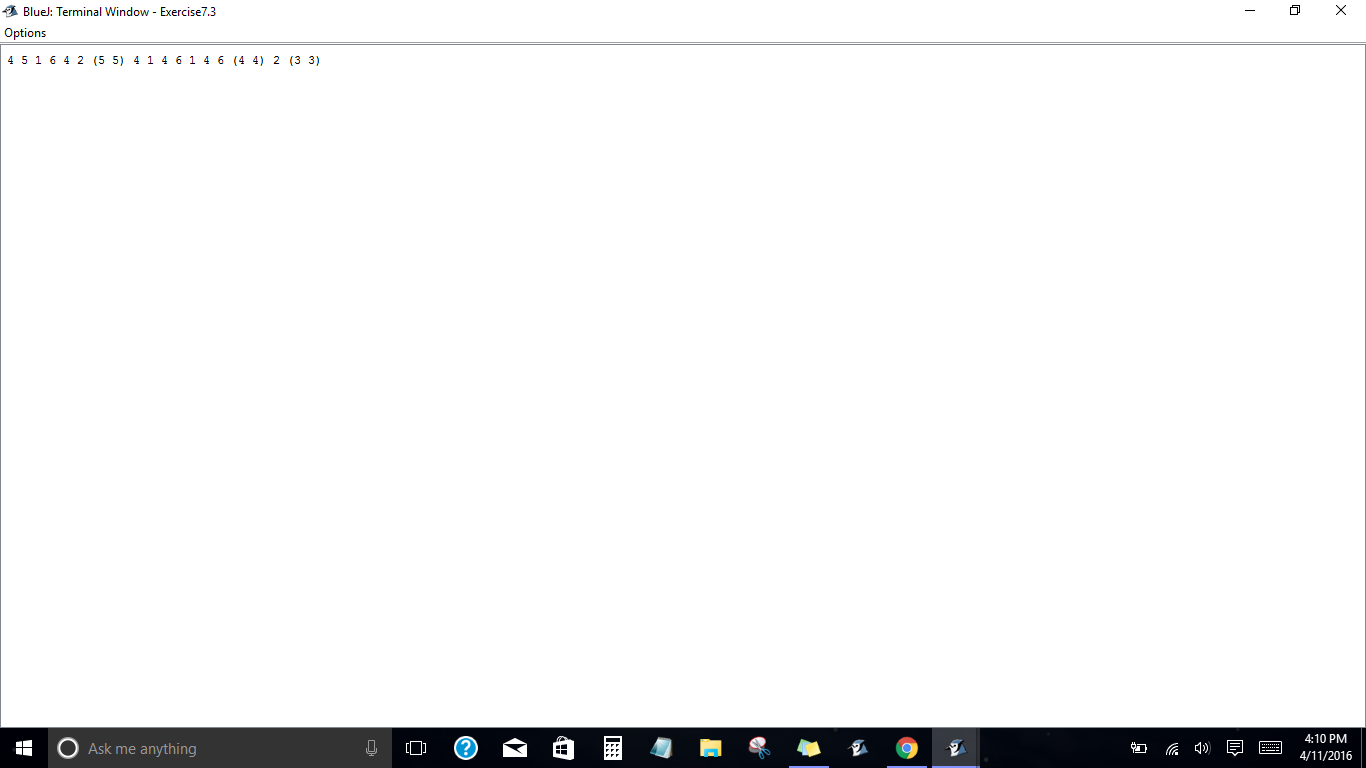 BlueJ: Terminal Window - Exercise7.3
Options
4 5 1 6 4 2 (5 5) 4 1 4 6 1 4 6 (4 4) 2 (3 3)
Ask me anything
4:10 PM
4/11/2016